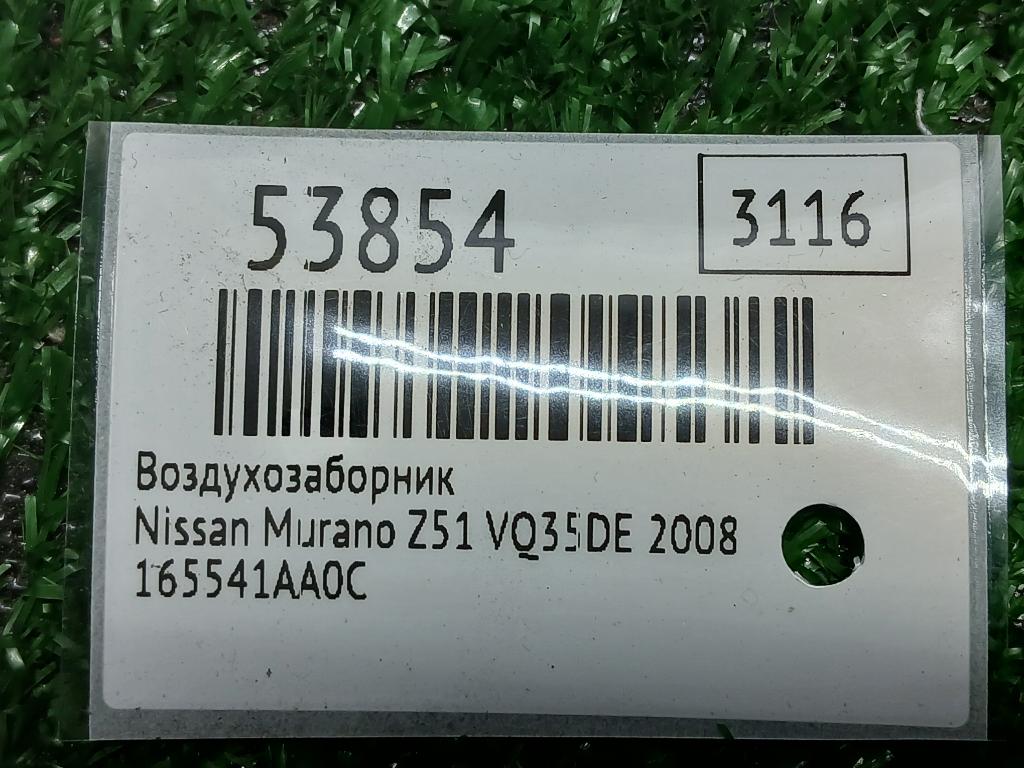 53854
3116
Воздухозаборник
Nissan Murano Z51 VQ35DE 2008
165541AA0C